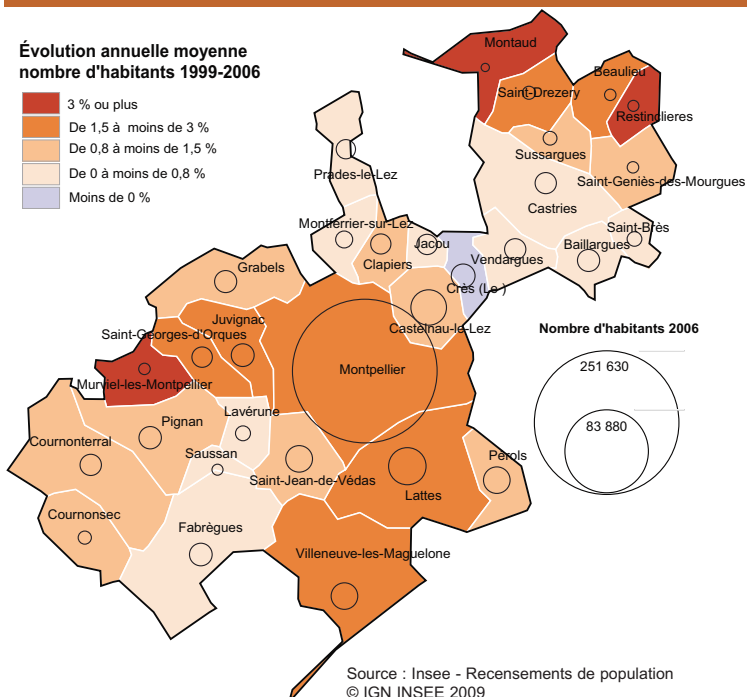 Évolution annuelle moyenne
nombre d'habitants 1999-2006
3 % ou plus
De 1,5 à moins de 3 %
De 0,8 à moins de 1,5 %
De 0 à moins de 0,8 %
Moins de 0 %
Montaud
Beaulieu
Saint-Drezery
Restinclieres
Sussargues
Prades-le-Lez
Saint-Geniès-des-Mourgues
Castries
Montferrier-sur-Lez
Saint-Brès
Jacou
Baillargues
Clapiers
Vendargues
Grabels
Crès (Le )
Juvignac
Castelnau-le-Lez
Saint-Georges-d'Orques
Montpellier
Murviel-les-Montpellier
Lavérune
Pignan
Cournonterral
Saussan
Pérols
Saint-Jean-de-Védas
Lattes
Cournonsec
Fabrègues
Villeneuve-les-Maguelone
Nombre d'habitants 2006
251 630
83 880
Source : Insee - Recensements de population
© IGN INSEE 2009